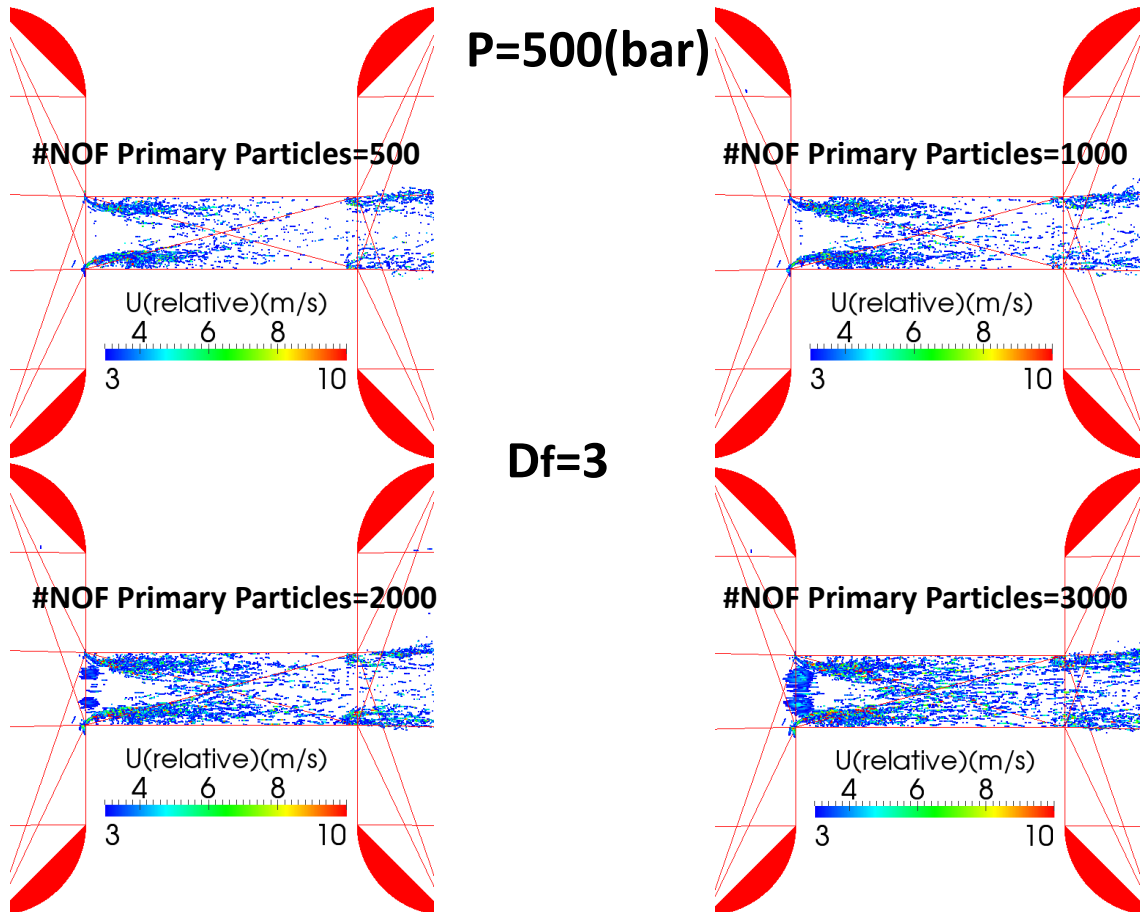 P=500(bar)
#NOF Primary Particles=500
#NOF Primary Particles=1000
U(relative)(m/s)
4 6 8
3 10
U(relative)(m/s)
4 6 8
3 10
Df=3
#NOF Primary Particles=2000
#NOF Primary Particles=3000
U(relative)(m/s)
4 6 8
3 10
U(relative)(m/s)
4 6 8
3 10